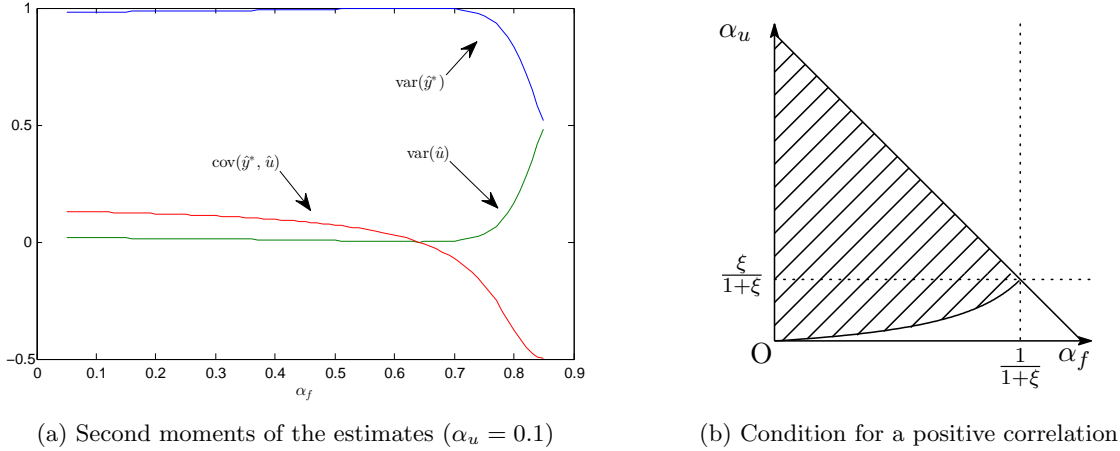 1
0.5
0
−0.5
var(ŷ*)
var(û)
cov(ŷ*, û)
0 0.1 0.2 0.3 0.4 0.5 0.6 0.7 0.8 0.9
α_f
(a) Second moments of the estimates (α_u = 0.1)
α_u
ξ/(1+ξ)
O
1/(1+ξ)
α_f
(b) Condition for a positive correlation